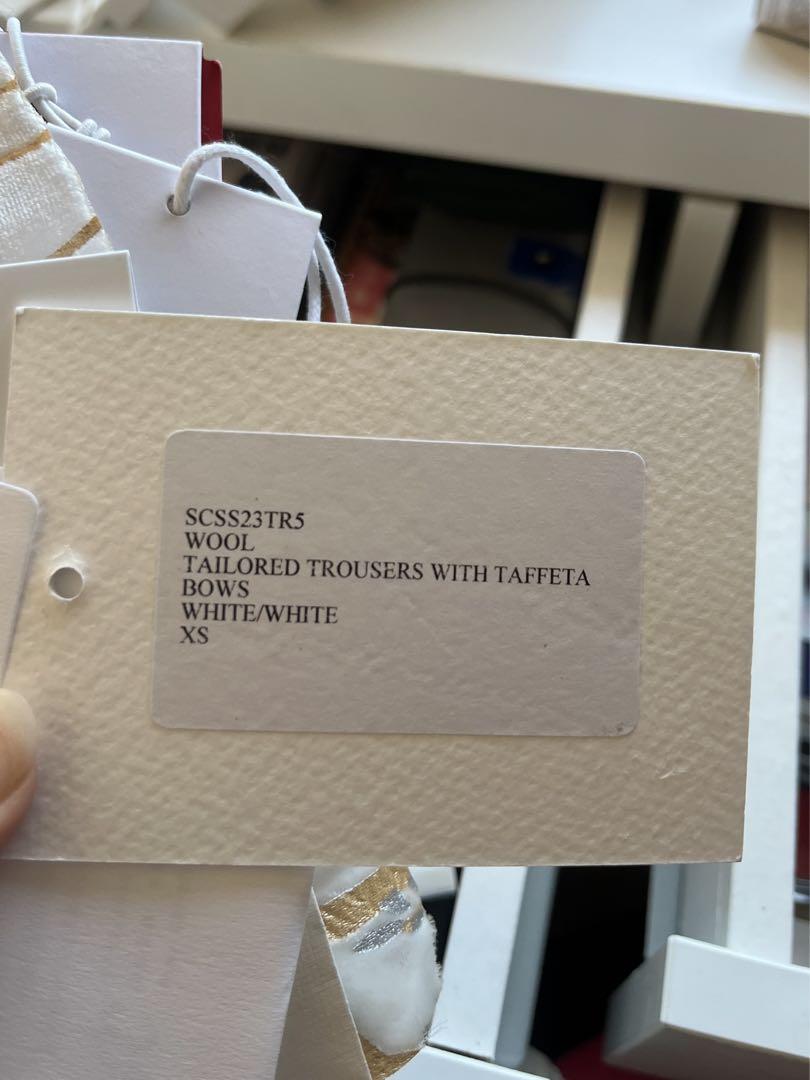 SCSS23TR5
WOOL
TAILORED TROUSERS WITH TAFFETA
BOWS
WHITE/WHITE
XS